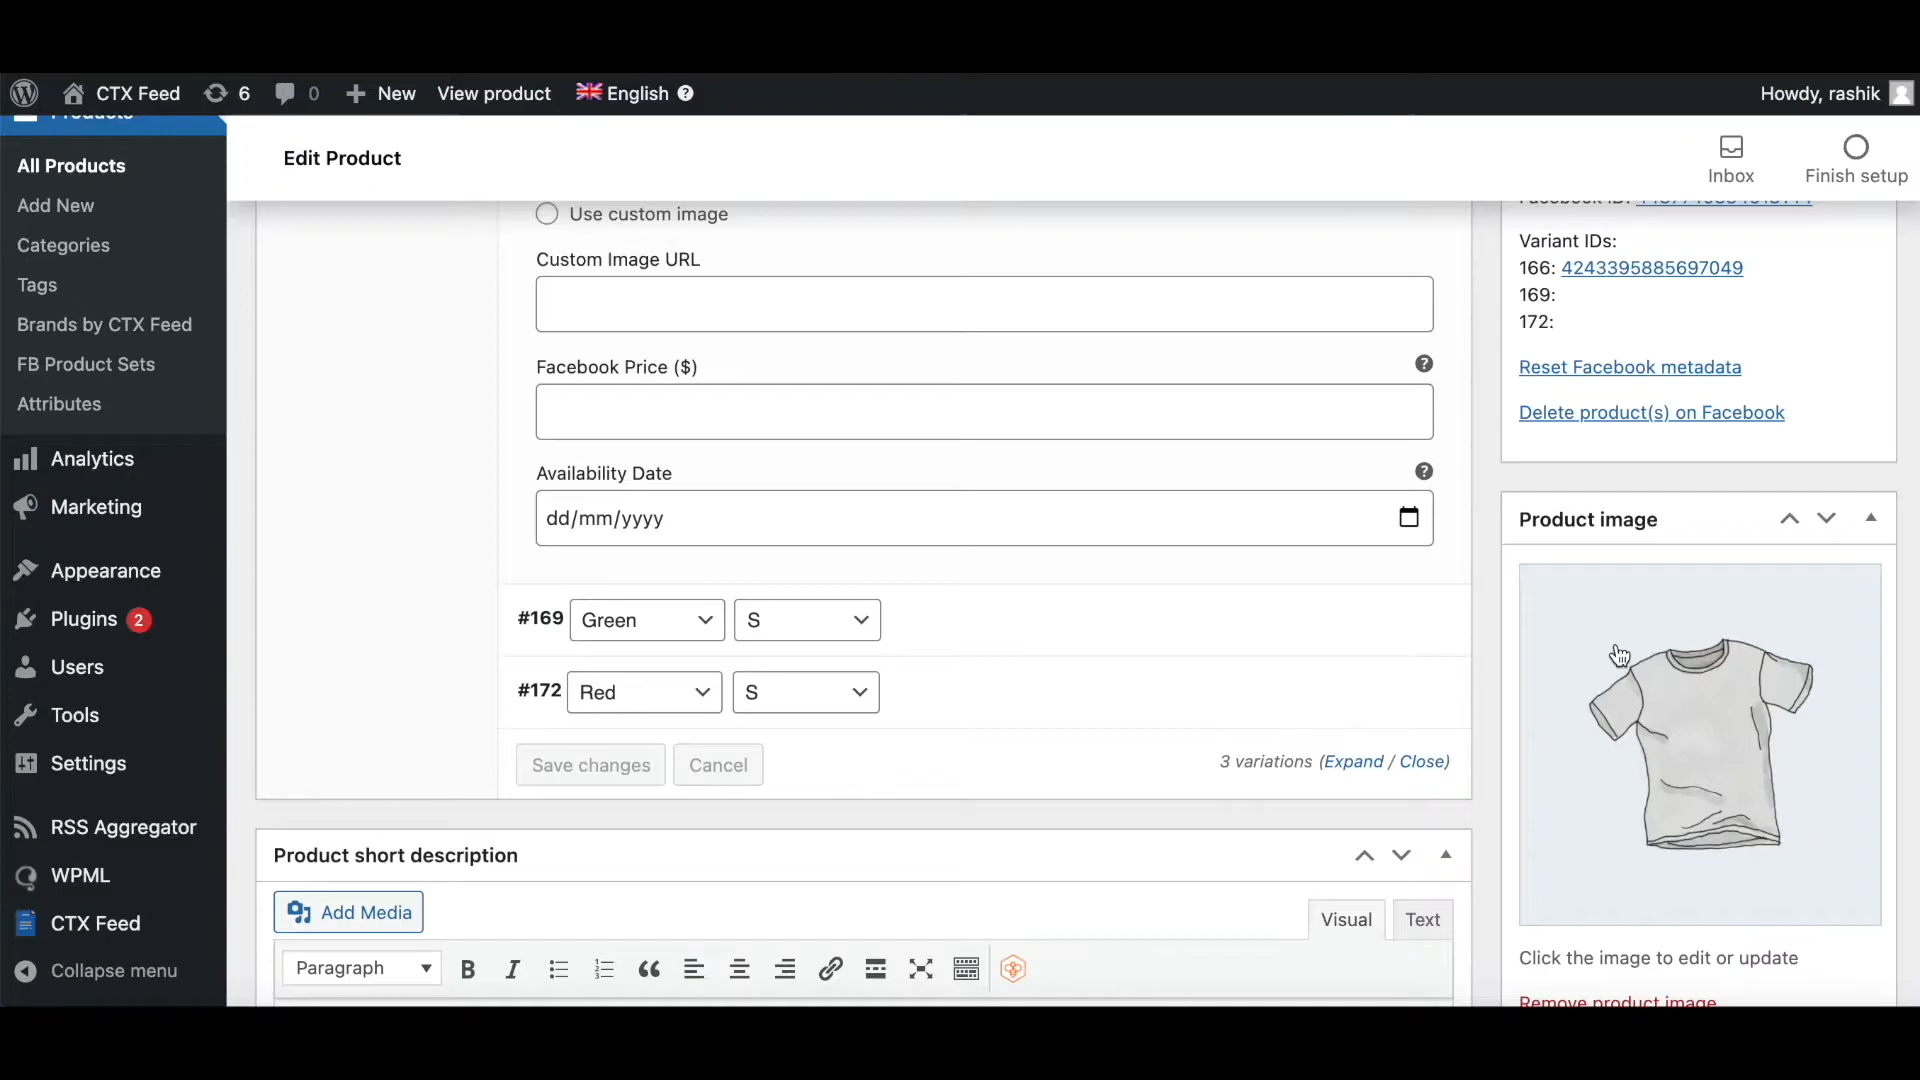 CTX Feed 6 0 New View product English Howdy, rashik
Products
All Products
Add New
Categories
Tags
Brands by CTX Feed
FB Product Sets
Attributes
Analytics
Marketing
Appearance
Plugins 2
Users
Tools
Settings
RSS Aggregator
WPML
CTX Feed
Collapse menu
Edit Product
Inbox
Finish setup
Use custom image
Custom Image URL
Facebook Price ($)
Availability Date
dd/mm/yyyy
#169 Green S
#172 Red S
Save changes Cancel
3 variations (Expand / Close)
Product short description
Add Media
Visual Text
Paragraph
Variant IDs:
166: 4243395885697049
169:
172:
Reset Facebook metadata
Delete product(s) on Facebook
Product image
Click the image to edit or update
Remove product image